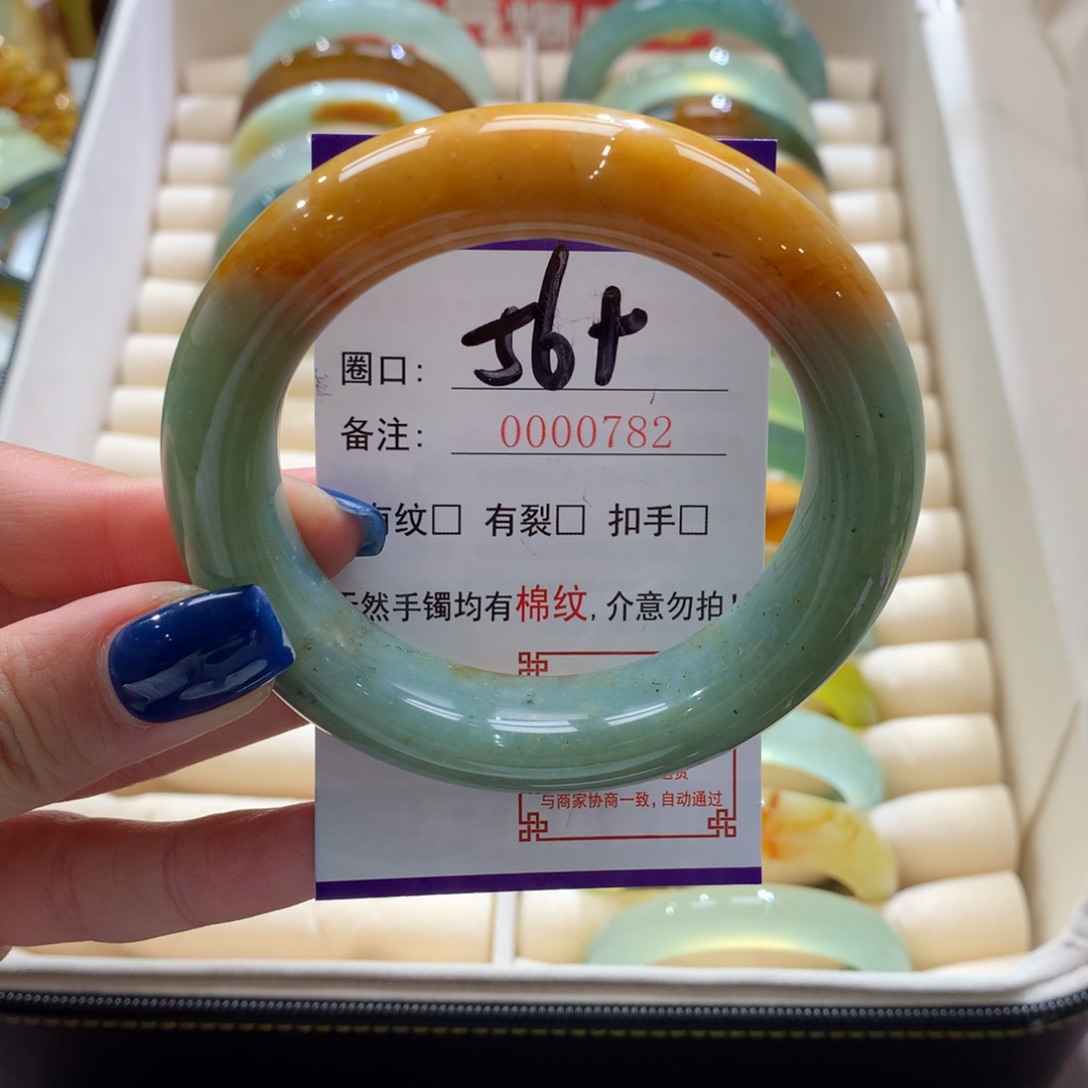 圈口: 56+
备注: 0000782
纹□ 有裂□ 扣手□
然手镯均有棉纹, 介意勿拍!
与商家协商一致, 自动通过